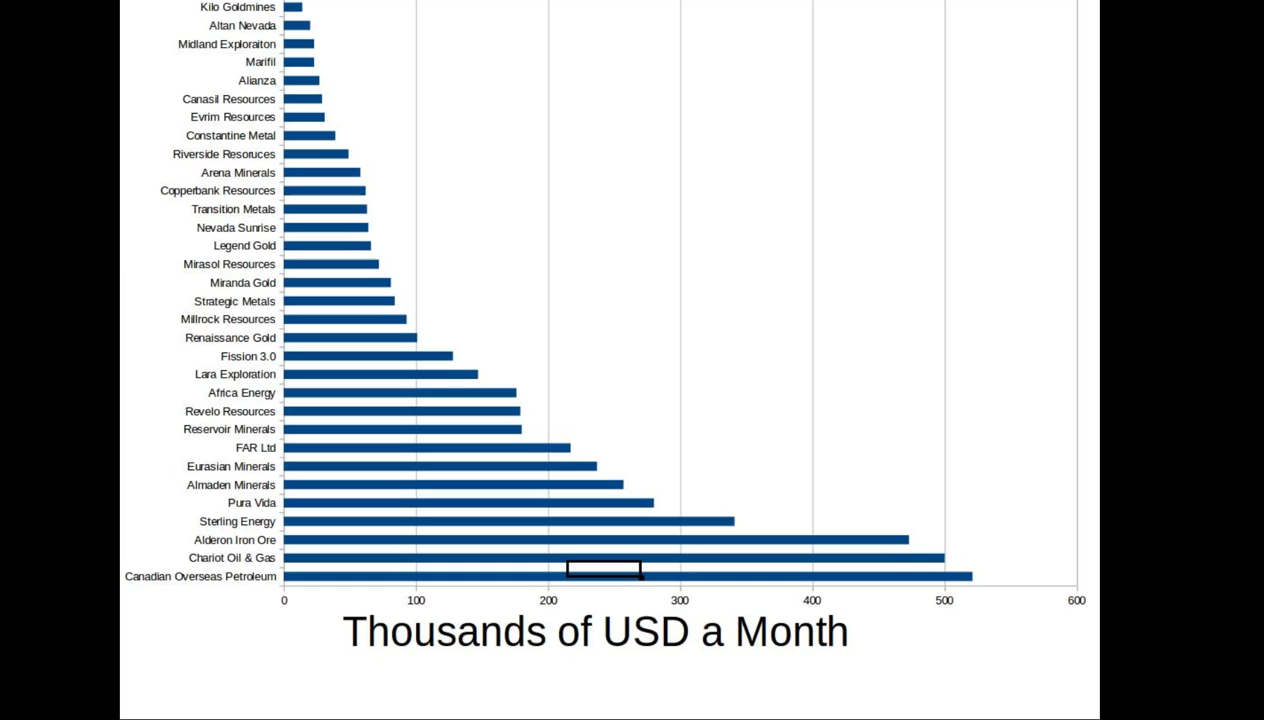 Kilo Goldmines
Altan Nevada
Midland Exploraiton
Marifil
Alianza
Canasil Resources
Evrim Resources
Constantine Metal
Riverside Resoruces
Arena Minerals
Copperbank Resources
Transition Metals
Nevada Sunrise
Legend Gold
Mirasol Resources
Miranda Gold
Strategic Metals
Millrock Resources
Renaissance Gold
Fission 3.0
Lara Exploration
Africa Energy
Revelo Resources
Reservoir Minerals
FAR Ltd
Eurasian Minerals
Almaden Minerals
Pura Vida
Sterling Energy
Alderon Iron Ore
Chariot Oil & Gas
Canadian Overseas Petroleum
0 100 200 300 400 500 600
Thousands of USD a Month